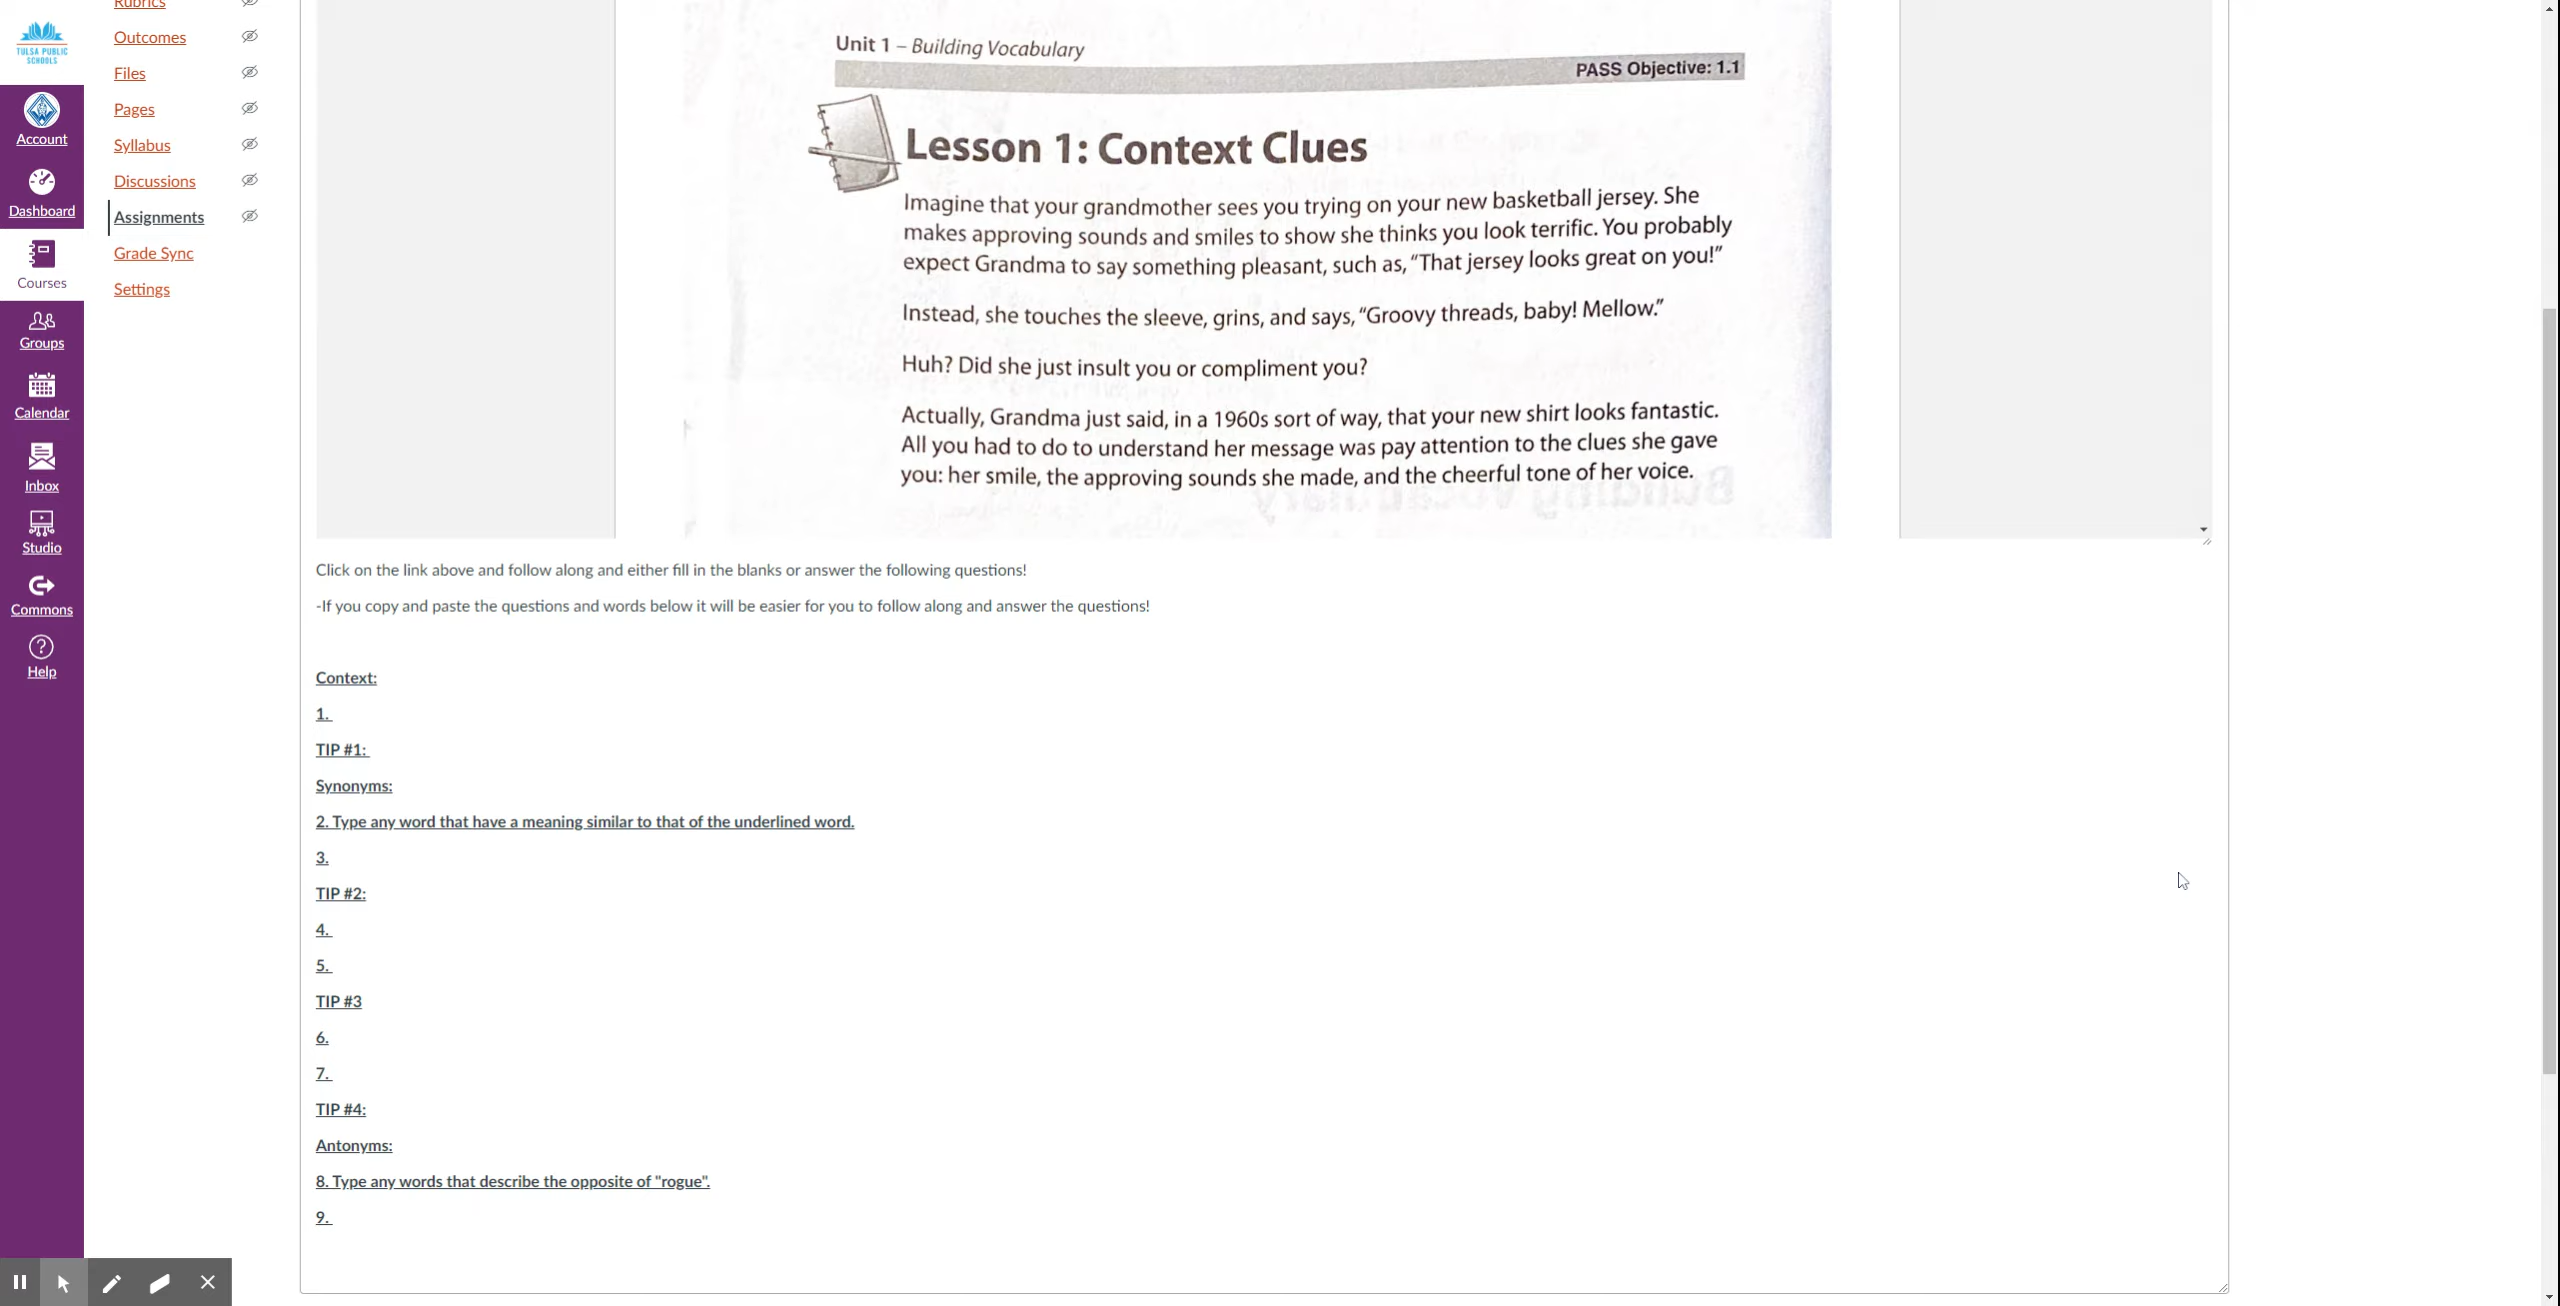 Rubrics
TULSA PUBLIC
SCHOOLS
Outcomes
Files
Pages
Syllabus
Discussions
Assignments
Grade Sync
Settings
Account
Dashboard
Courses
Groups
Calendar
Inbox
Studio
Commons
Help
Unit 1 – Building Vocabulary
PASS Objective: 1.1
Lesson 1: Context Clues
Imagine that your grandmother sees you trying on your new basketball jersey. She
makes approving sounds and smiles to show she thinks you look terrific. You probably
expect Grandma to say something pleasant, such as, “That jersey looks great on you!”
Instead, she touches the sleeve, grins, and says, “Groovy threads, baby! Mellow.”
Huh? Did she just insult you or compliment you?
Actually, Grandma just said, in a 1960s sort of way, that your new shirt looks fantastic.
All you had to do to understand her message was pay attention to the clues she gave
you: her smile, the approving sounds she made, and the cheerful tone of her voice.
Building Vocabulary
Click on the link above and follow along and either fill in the blanks or answer the following questions!
-If you copy and paste the questions and words below it will be easier for you to follow along and answer the questions!
Context:
1.
TIP #1:
Synonyms:
2. Type any word that have a meaning similar to that of the underlined word.
3.
TIP #2:
4.
5.
TIP #3
6.
7.
TIP #4:
Antonyms:
8. Type any words that describe the opposite of "rogue".
9.